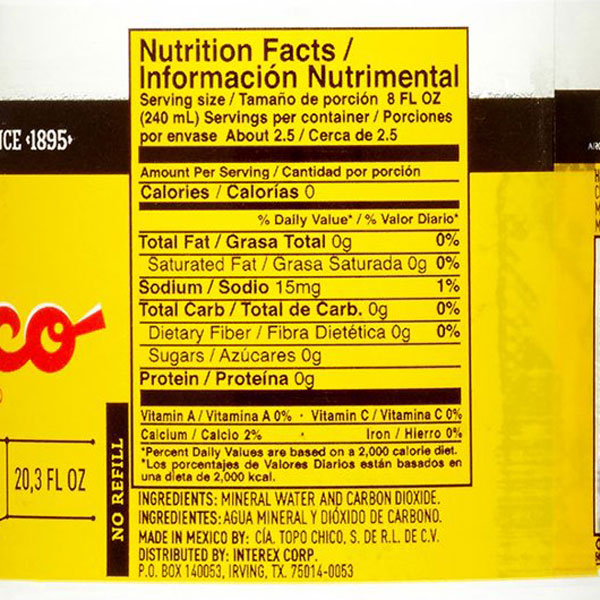 NCE «1895»
co
20,3 FL OZ
NO REFILL
Nutrition Facts /
Información Nutrimental
Serving size / Tamaño de porción 8 FL OZ
(240 mL) Servings per container / Porciones
por envase About 2.5 / Cerca de 2.5
Amount Per Serving / Cantidad por porción
Calories / Calorías 0
% Daily Value* / % Valor Diario*
Total Fat / Grasa Total 0g 0%
Saturated Fat / Grasa Saturada 0g 0%
Sodium / Sodio 15mg 1%
Total Carb / Total de Carb. 0g 0%
Dietary Fiber / Fibra Dietética 0g 0%
Sugars / Azúcares 0g
Protein / Proteína 0g
Vitamin A / Vitamina A 0% · Vitamin C / Vitamina C 0%
Calcium / Calcio 2% · Iron / Hierro 0%
*Percent Daily Values are based on a 2,000 calorie diet.
*Los porcentajes de Valores Diarios están basados en
una dieta de 2,000 kcal.
INGREDIENTS: MINERAL WATER AND CARBON DIOXIDE.
INGREDIENTES: AGUA MINERAL Y DIÓXIDO DE CARBONO.
MADE IN MEXICO BY: CÍA. TOPO CHICO, S. DE R.L. DE C.V.
DISTRIBUTED BY: INTEREX CORP.
P.O. BOX 140053, IRVING, TX. 75014-0053